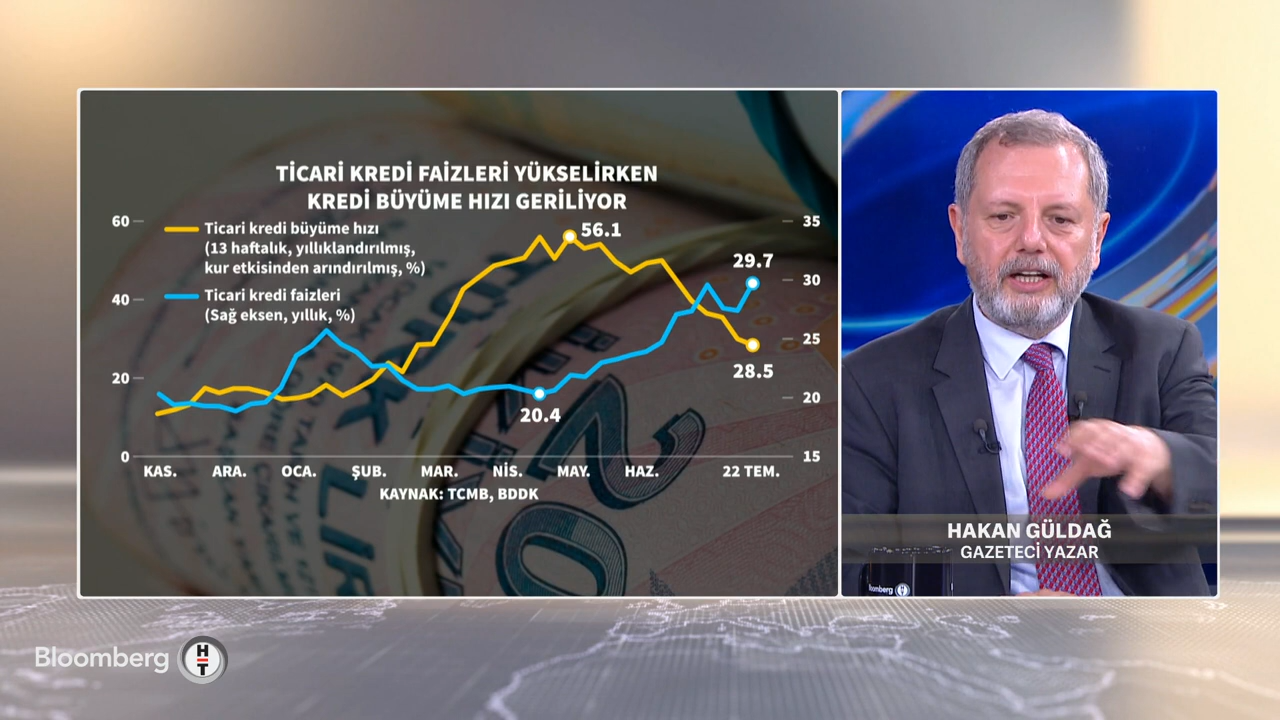 TİCARİ KREDİ FAİZLERİ YÜKSELİRKEN
KREDİ BÜYÜME HIZI GERİLİYOR
60
40
20
0
Ticari kredi büyüme hızı
(13 haftalık, yıllıklandırılmış,
kur etkisinden arındırılmış, %)
Ticari kredi faizleri
(Sağ eksen, yıllık, %)
56.1
29.7
28.5
20.4
35
30
25
20
15
KAS. ARA. OCA. ŞUB. MAR. NİS. MAY. HAZ. 22 TEM.
KAYNAK: TCMB, BDDK
HAKAN GÜLDAĞ
GAZETECİ YAZAR
Bloomberg HT